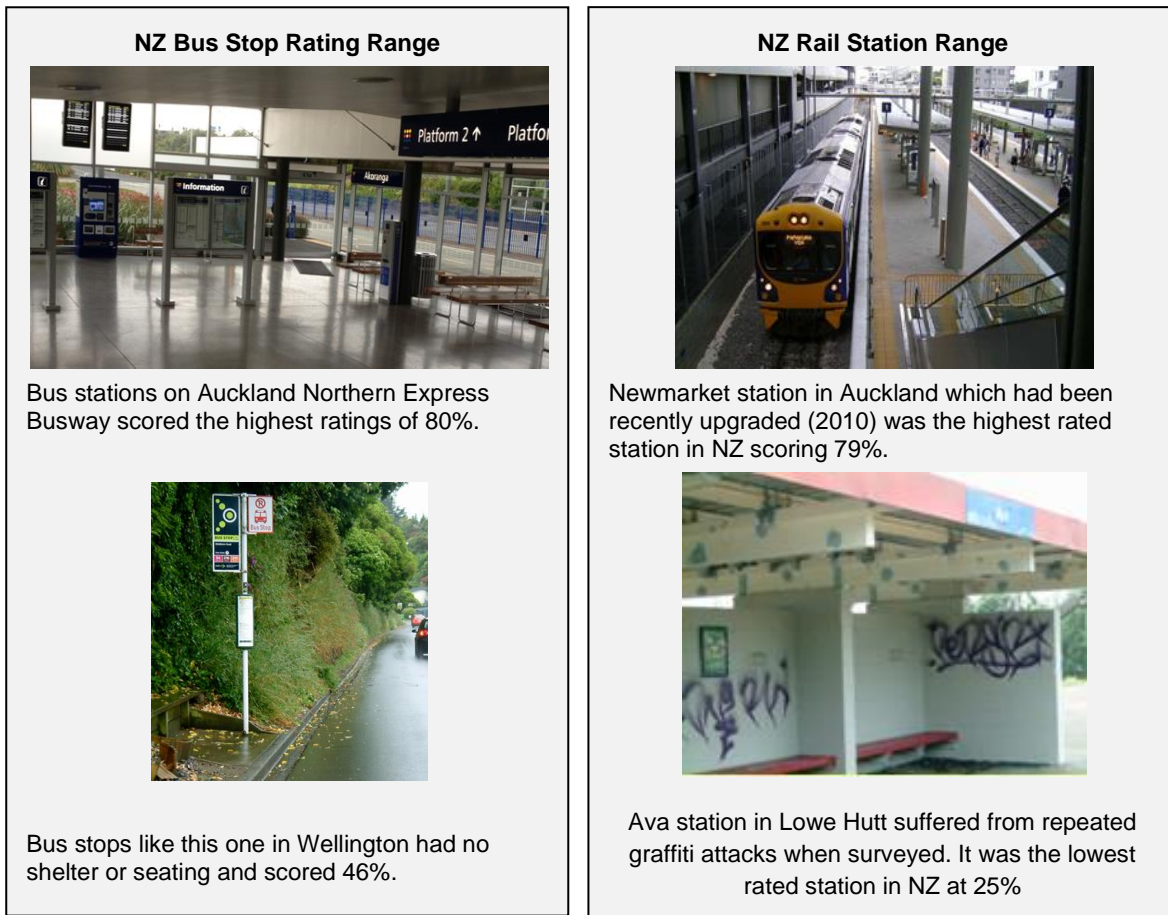 NZ Bus Stop Rating Range
Platform 2 ↑ Platfor
Akoranga
Information
Bus stations on Auckland Northern Express
Busway scored the highest ratings of 80%.
Bus Stop
BUS STOP
Bus stops like this one in Wellington had no
shelter or seating and scored 46%.
NZ Rail Station Range
Newmarket station in Auckland which had been
recently upgraded (2010) was the highest rated
station in NZ scoring 79%.
Ava station in Lowe Hutt suffered from repeated
graffiti attacks when surveyed. It was the lowest
rated station in NZ at 25%